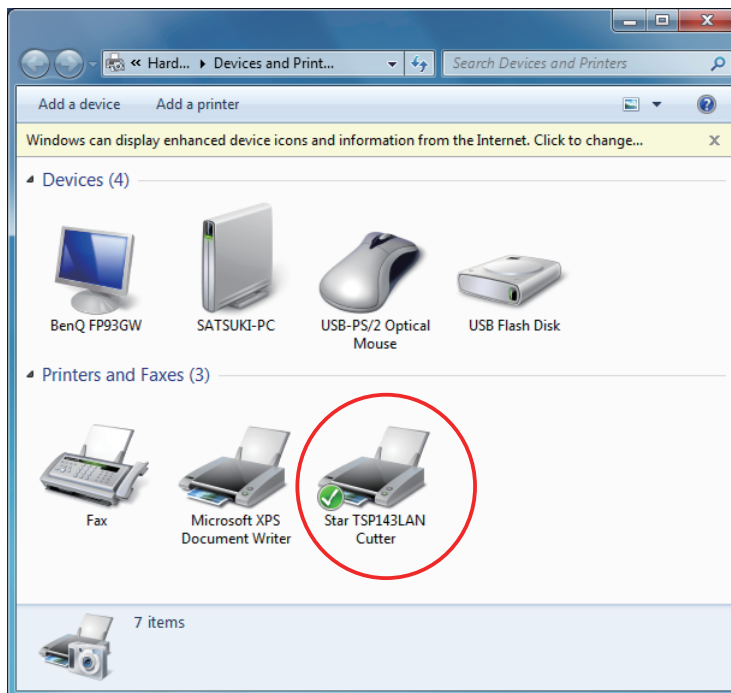 « Hard... ▸ Devices and Print...
Search Devices and Printers
Add a device
Add a printer
Windows can display enhanced device icons and information from the Internet. Click to change...
Devices (4)
BenQ FP93GW
SATSUKI-PC
USB-PS/2 Optical
Mouse
USB Flash Disk
Printers and Faxes (3)
Fax
Microsoft XPS
Document Writer
Star TSP143LAN
Cutter
7 items